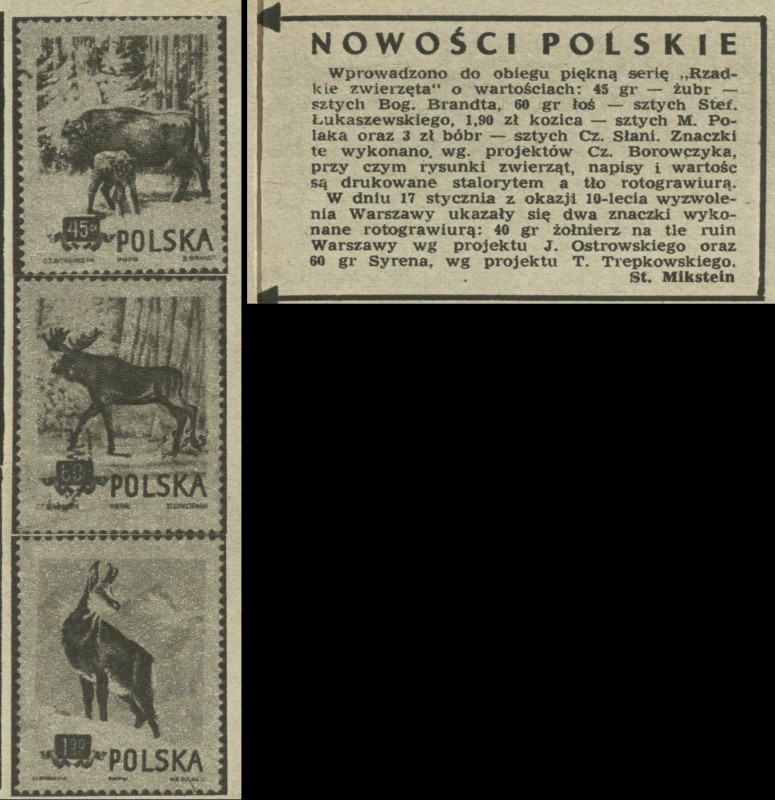 45 gr
POLSKA
60
POLSKA
1.90
POLSKA
NOWOŚCI POLSKIE
Wprowadzono do obiegu piękną serię „Rzad-
kie zwierzęta“ o wartościach: 45 gr — żubr —
sztych Bog. Brandta, 60 gr łoś — sztych Stef.
Łukaszewskiego, 1,90 zł kozica — sztych M. Po-
laka oraz 3 zł bóbr — sztych Cz. Słani. Znaczki
te wykonano wg. projektów Cz. Borowczyka,
przy czym rysunki zwierząt, napisy i wartośc
są drukowane stalorytem a tło rotograwiurą.
W dniu 17 stycznia z okazji 10-lecia wyzwole-
nia Warszawy ukazały się dwa znaczki wyko-
nane rotograwiurą: 40 gr żołnierz na tle ruin
Warszawy wg projektu J. Ostrowskiego oraz
60 gr Syrena, wg projektu T. Trepkowskiego.
St. Mikstein